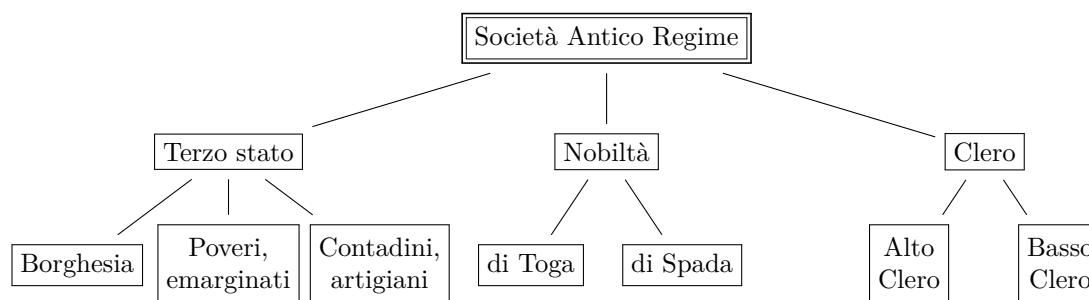 Società Antico Regime
Terzo stato
Nobiltà
Clero
Borghesia
Poveri,
emarginati
Contadini,
artigiani
di Toga
di Spada
Alto
Clero
Basso
Clero